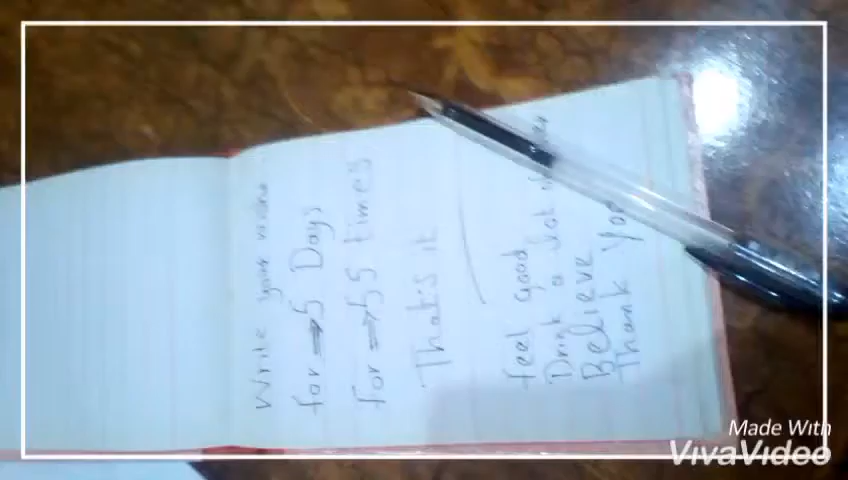 Write your
for → 5 Days
for → 55 times
That's it
feel good
Drink a lot of
Believe
Thank You
Made With
VivaVideo